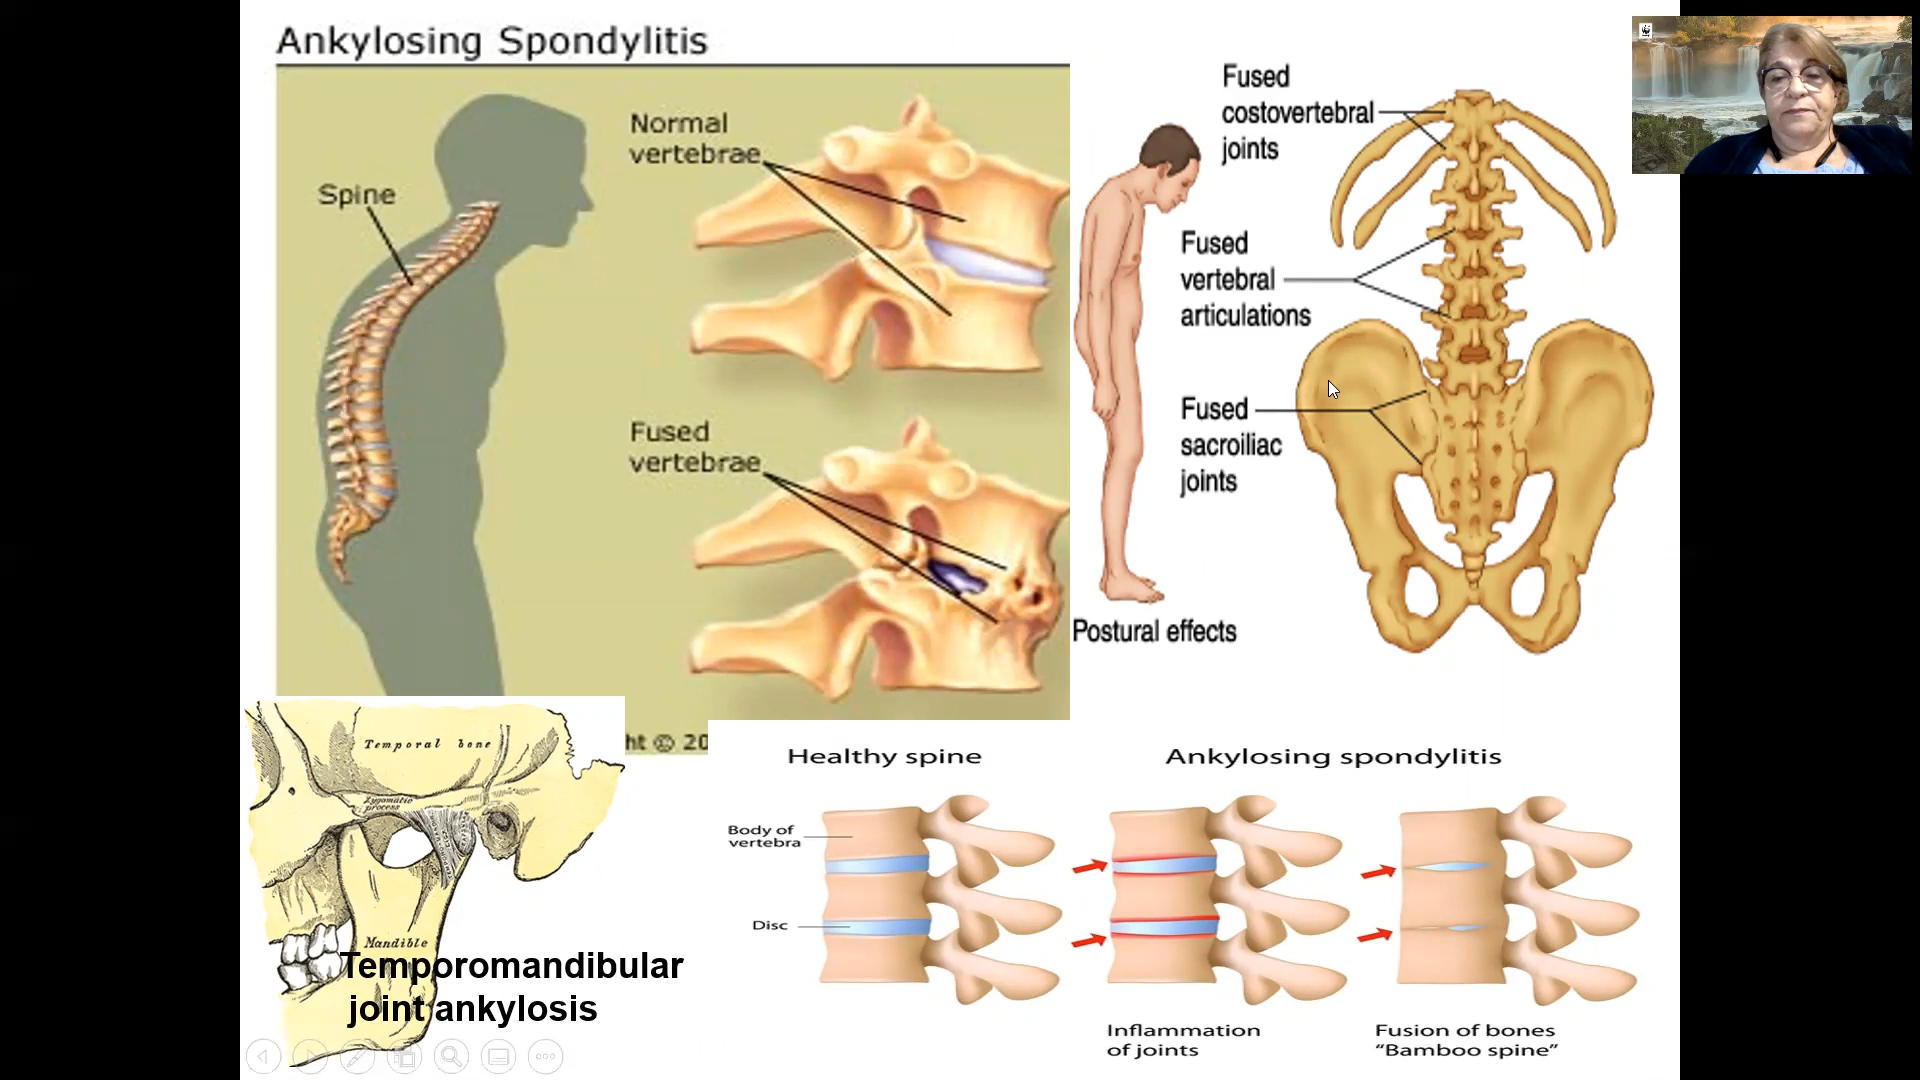 Ankylosing Spondylitis
Normal
vertebrae
Spine
Fused
vertebrae
Fused
costovertebral
joints
Fused
vertebral
articulations
Fused
sacroiliac
joints
Postural effects
ht © 20
Temporal bone
Zygomatic
process
Mandible
Temporomandibular
joint ankylosis
Healthy spine
Ankylosing spondylitis
Body of
vertebra
Disc
Inflammation
of joints
Fusion of bones
“Bamboo spine”